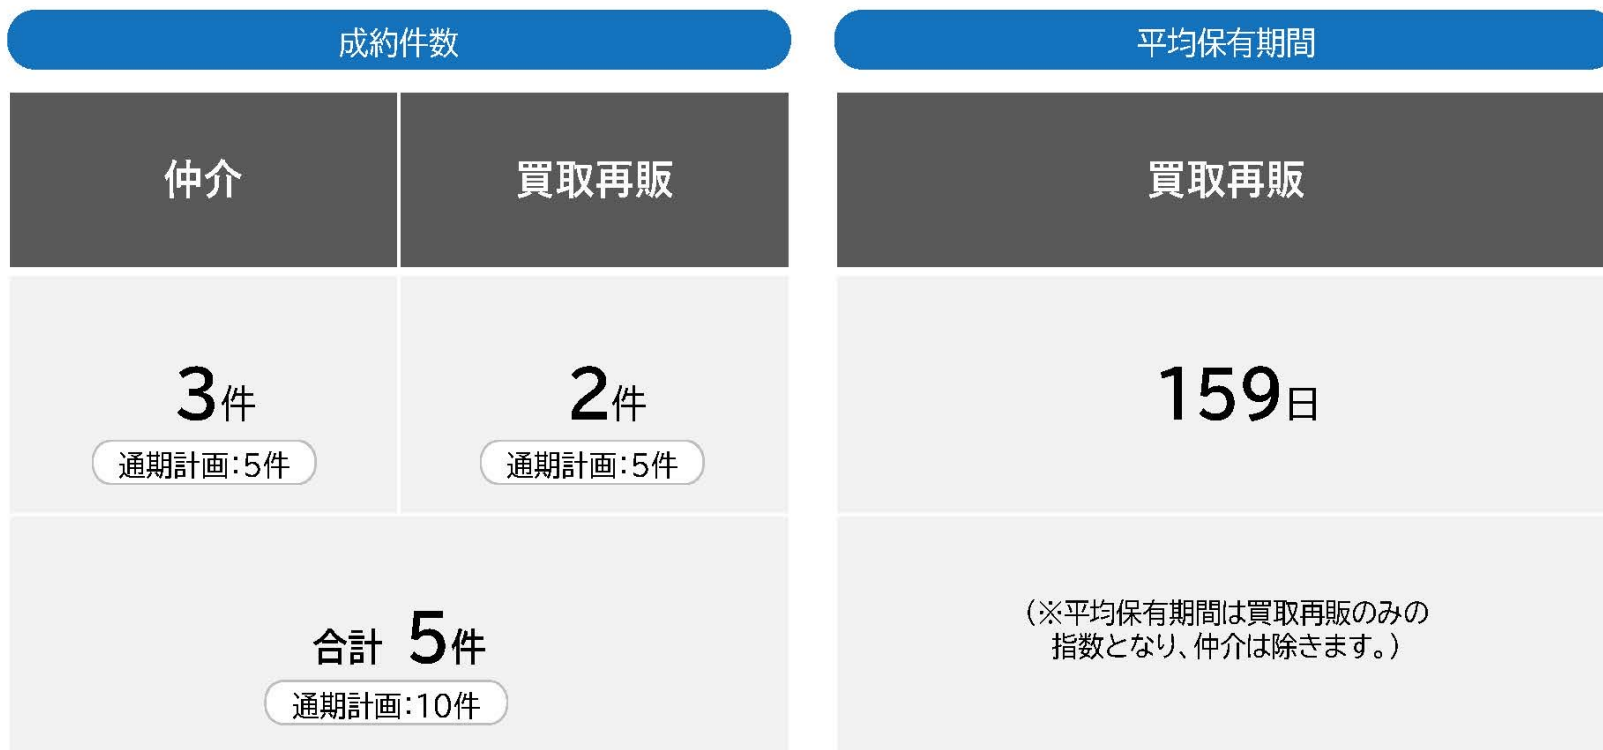 成約件数
仲介
買取再販
3件
通期計画：5件
2件
通期計画：5件
合計 5件
通期計画：10件
平均保有期間
買取再販
159日
（※平均保有期間は買取再販のみの
指数となり、仲介は除きます。）